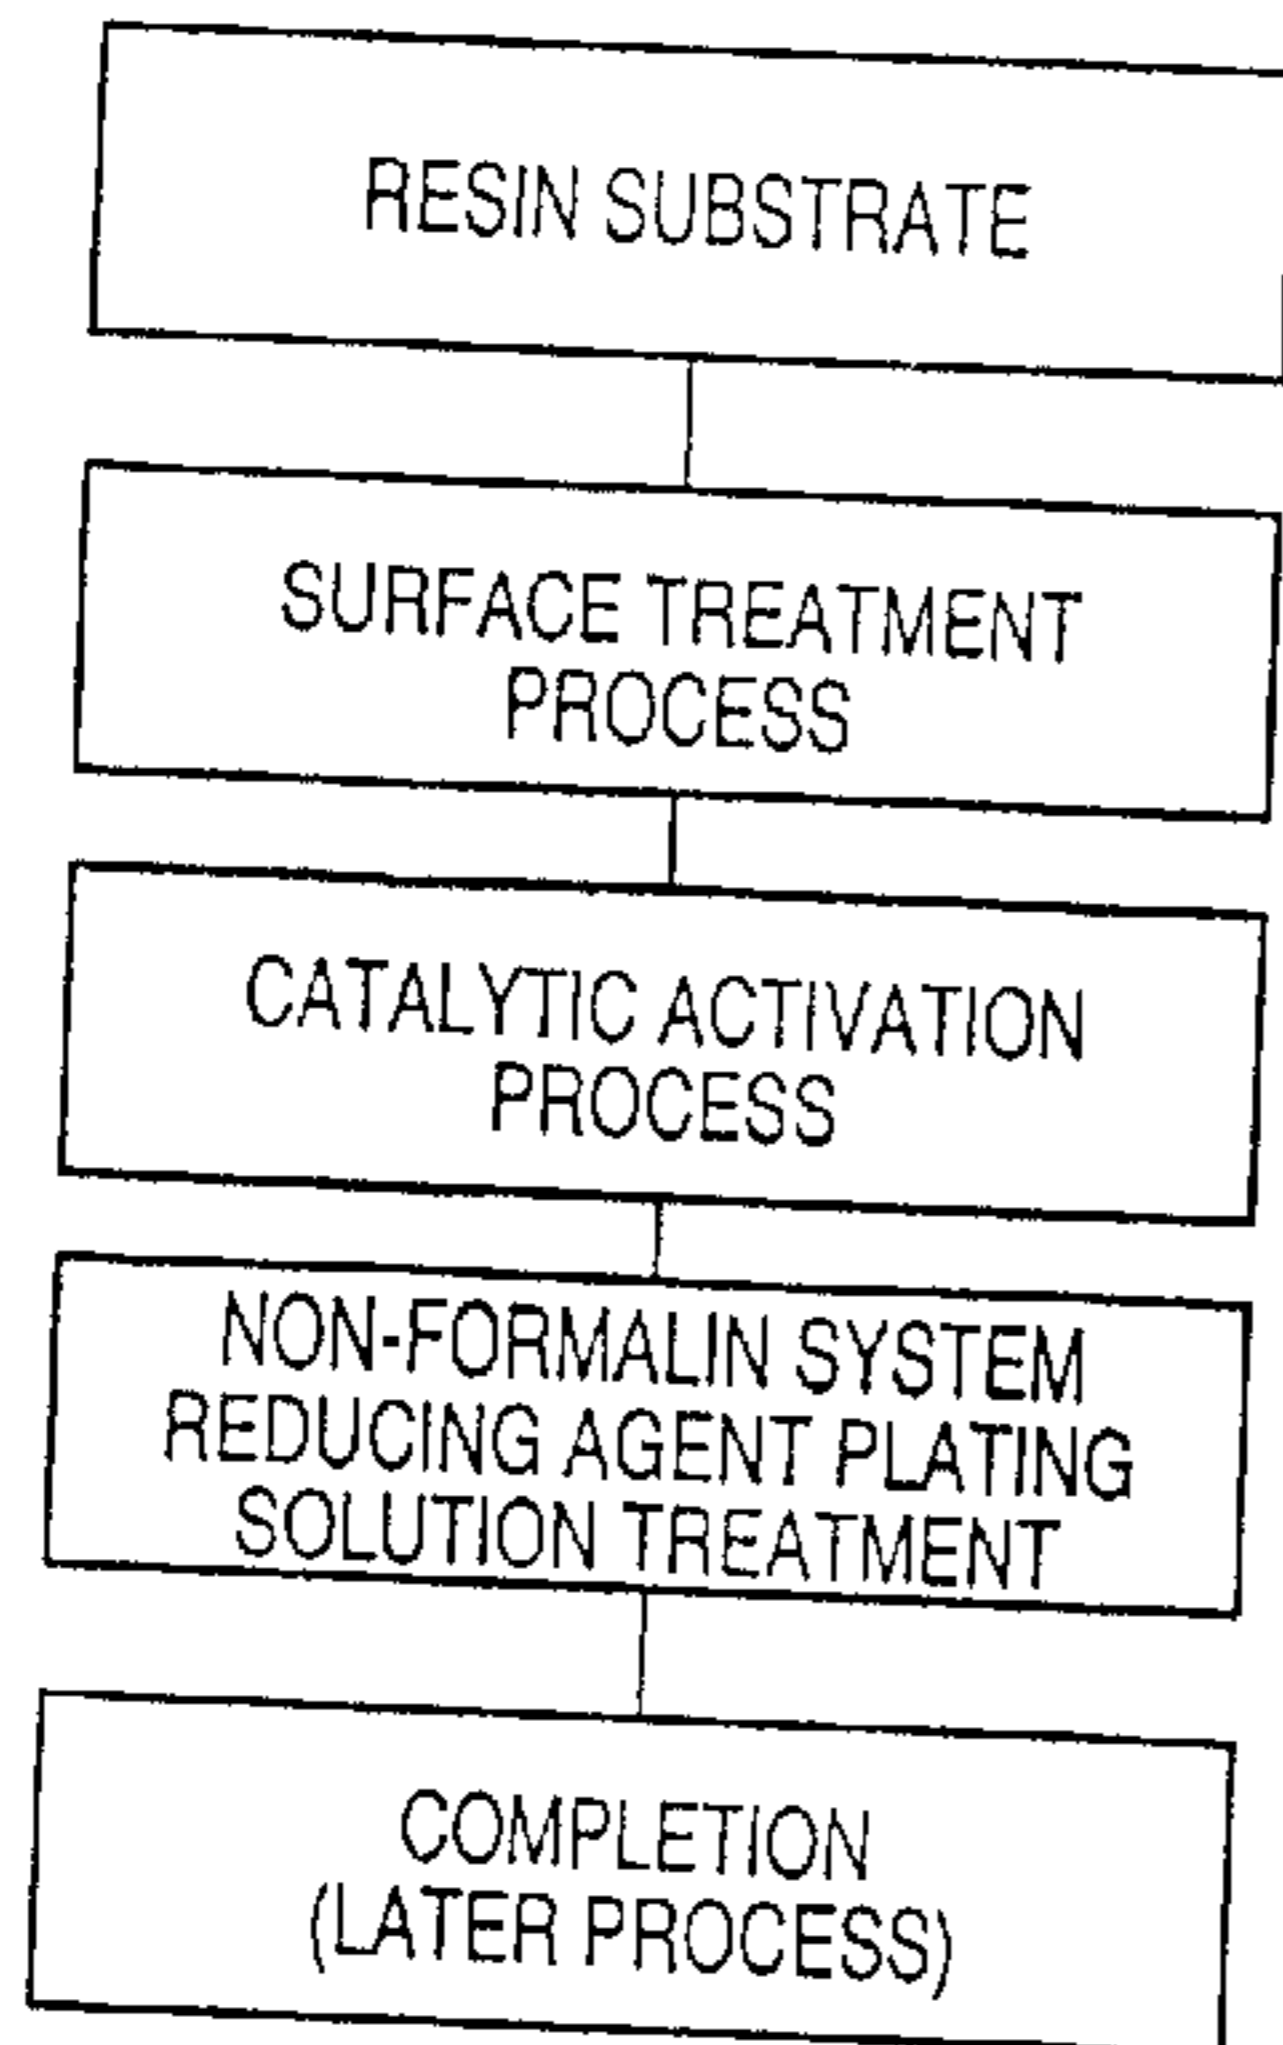 RESIN SUBSTRATE
SURFACE TREATMENT
PROCESS
CATALYTIC ACTIVATION
PROCESS
NON-FORMALIN SYSTEM
REDUCING AGENT PLATING
SOLUTION TREATMENT
COMPLETION
(LATER PROCESS)